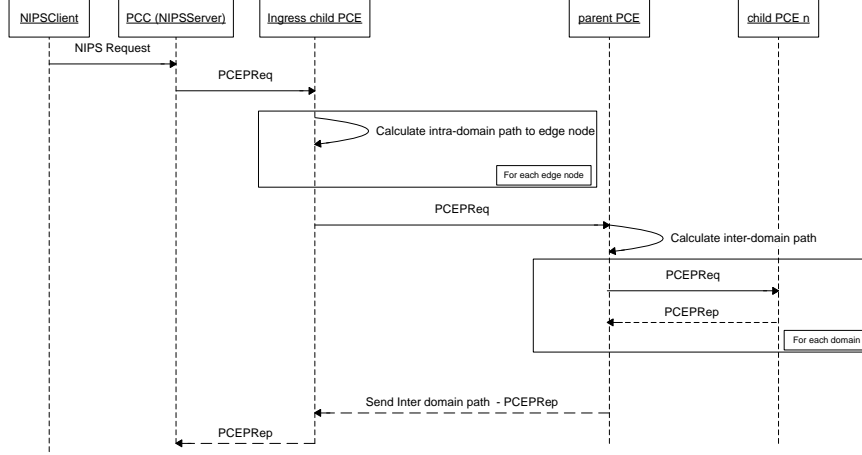 NIPSClient
PCC (NIPSServer)
Ingress child PCE
parent PCE
child PCE n
NIPS Request
PCEPReq
Calculate intra-domain path to edge node
For each edge node
PCEPReq
Calculate inter-domain path
PCEPReq
PCEPRep
For each domain
Send Inter domain path - PCEPRep
PCEPRep